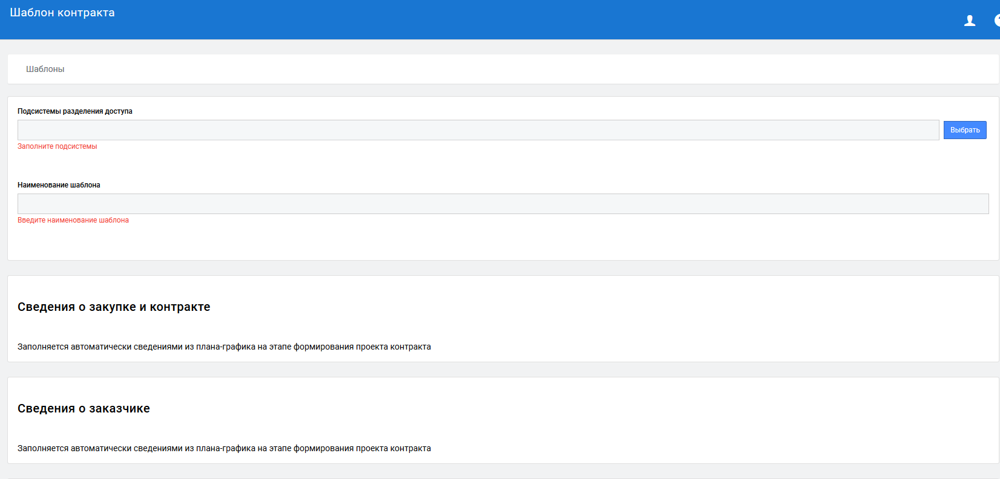 Шаблон контракта
Шаблоны
Подсистемы разделения доступа
Выбрать
Заполните подсистемы
Наименование шаблона
Введите наименование шаблона
Сведения о закупке и контракте
Заполняется автоматически сведениями из плана-графика на этапе формирования проекта контракта
Сведения о заказчике
Заполняется автоматически сведениями из плана-графика на этапе формирования проекта контракта